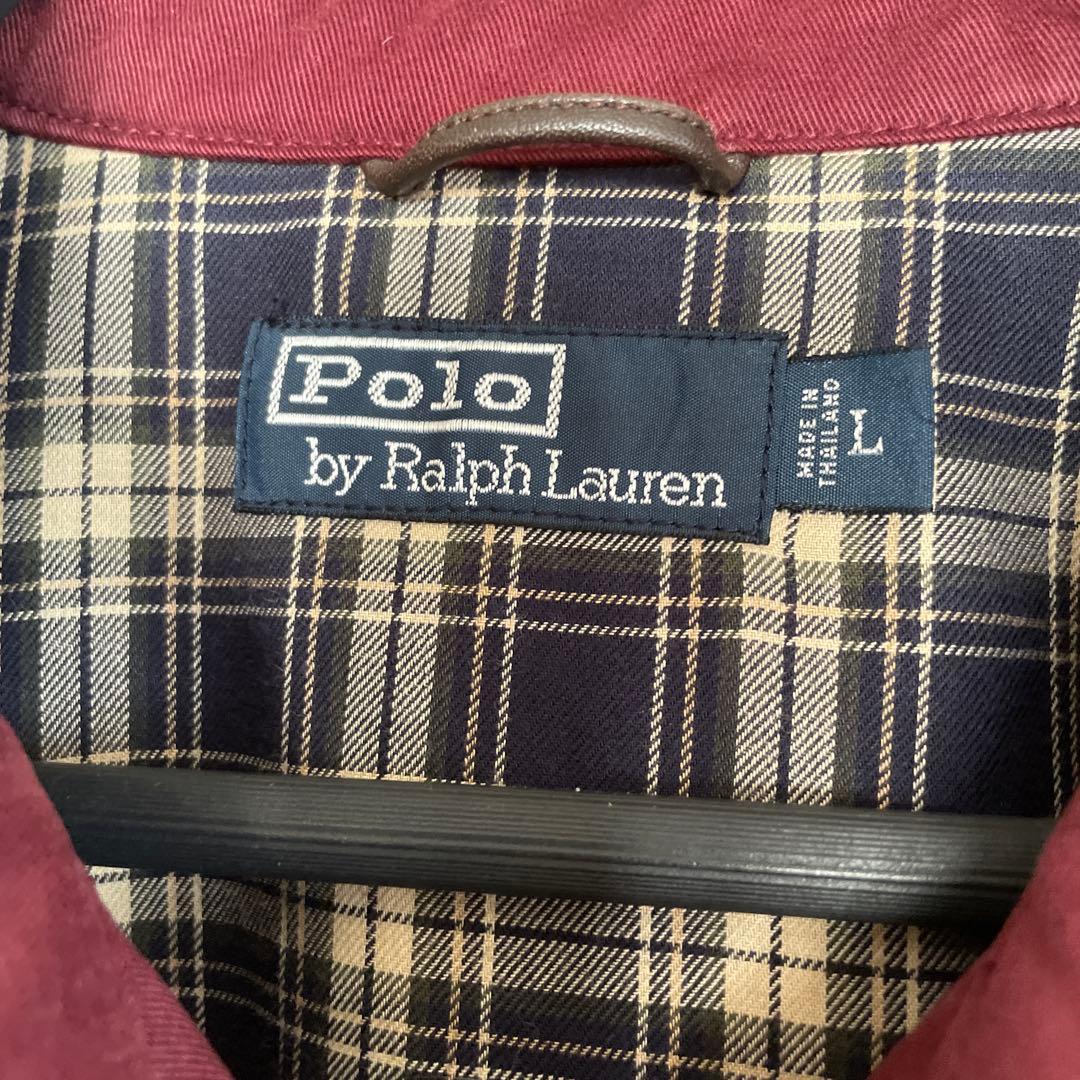 Polo
by Ralph Lauren
MADE IN
THAILAND
L